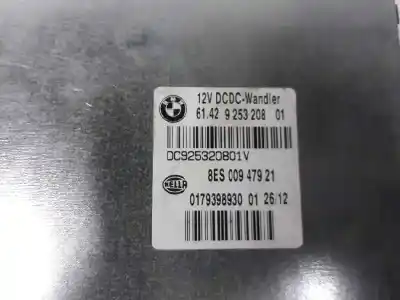 12V DCDC-Wandler
61.42 9 253 208 01
DC925320801V
8ES 009 479 21
HELLA
0179398930 01 26/12